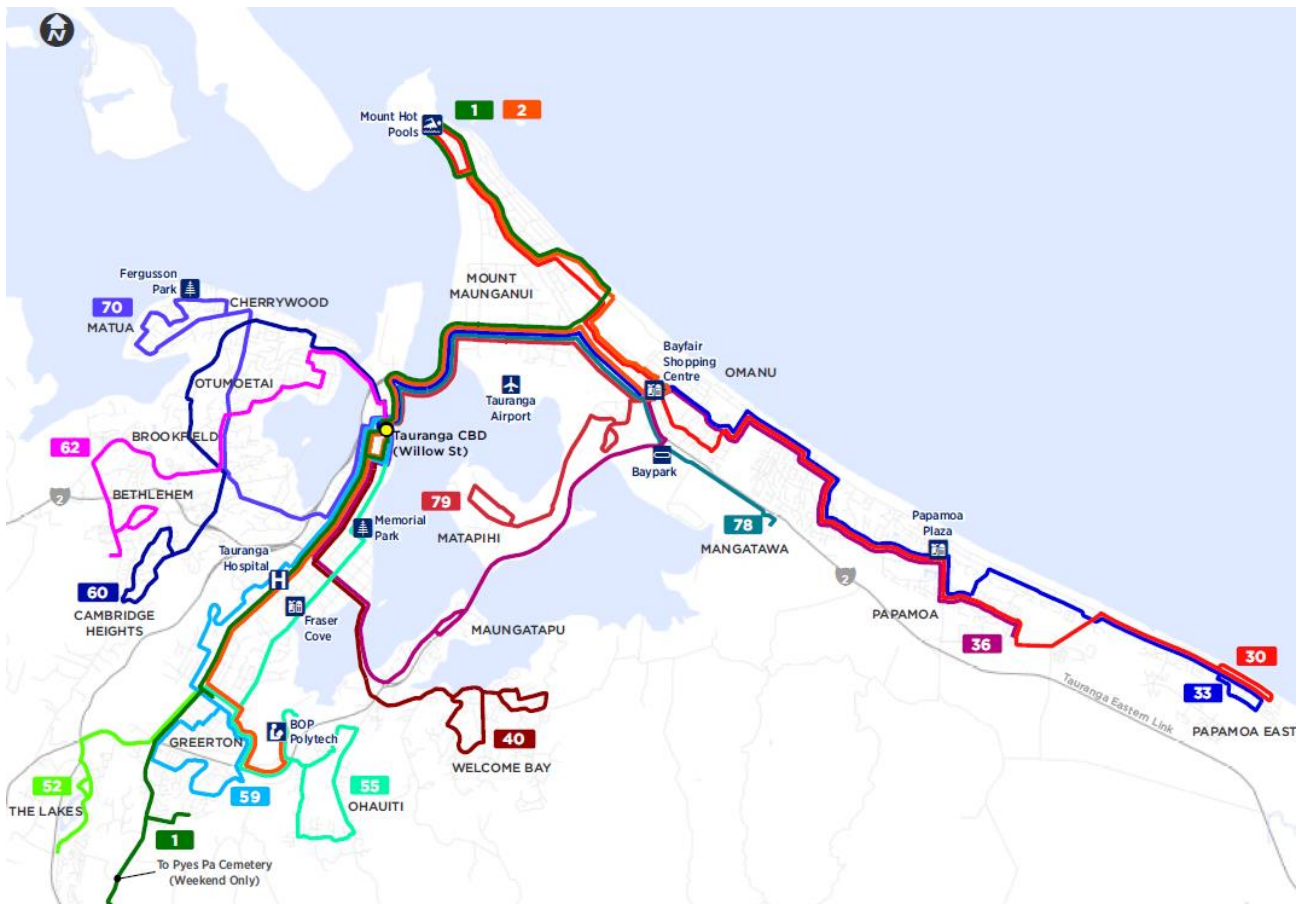 N
Mount Hot
Pools
1
2
Fergusson
Park
CHERRYWOOD
70
MATUA
MOUNT
MAUNGANUI
Bayfair
Shopping
Centre
OMANU
OTUMOETAI
Tauranga
Airport
BROOKFIELD
62
Tauranga CBD
(Willow St)
Baypark
2
BETHLEHEM
79
MATAPIHI
Memorial
Park
78
MANGATAWA
Papamoa
Plaza
Tauranga
Hospital
H
2
60
CAMBRIDGE
HEIGHTS
Fraser
Cove
MAUNGATAPU
PAPAMOA
36
30
Tauranga Eastern Link
33
PAPAMOA EAST
GREERTON
BOP
Polytech
40
WELCOME BAY
52
THE LAKES
59
55
OHAUITI
1
To Pyes Pa Cemetery
(Weekend Only)